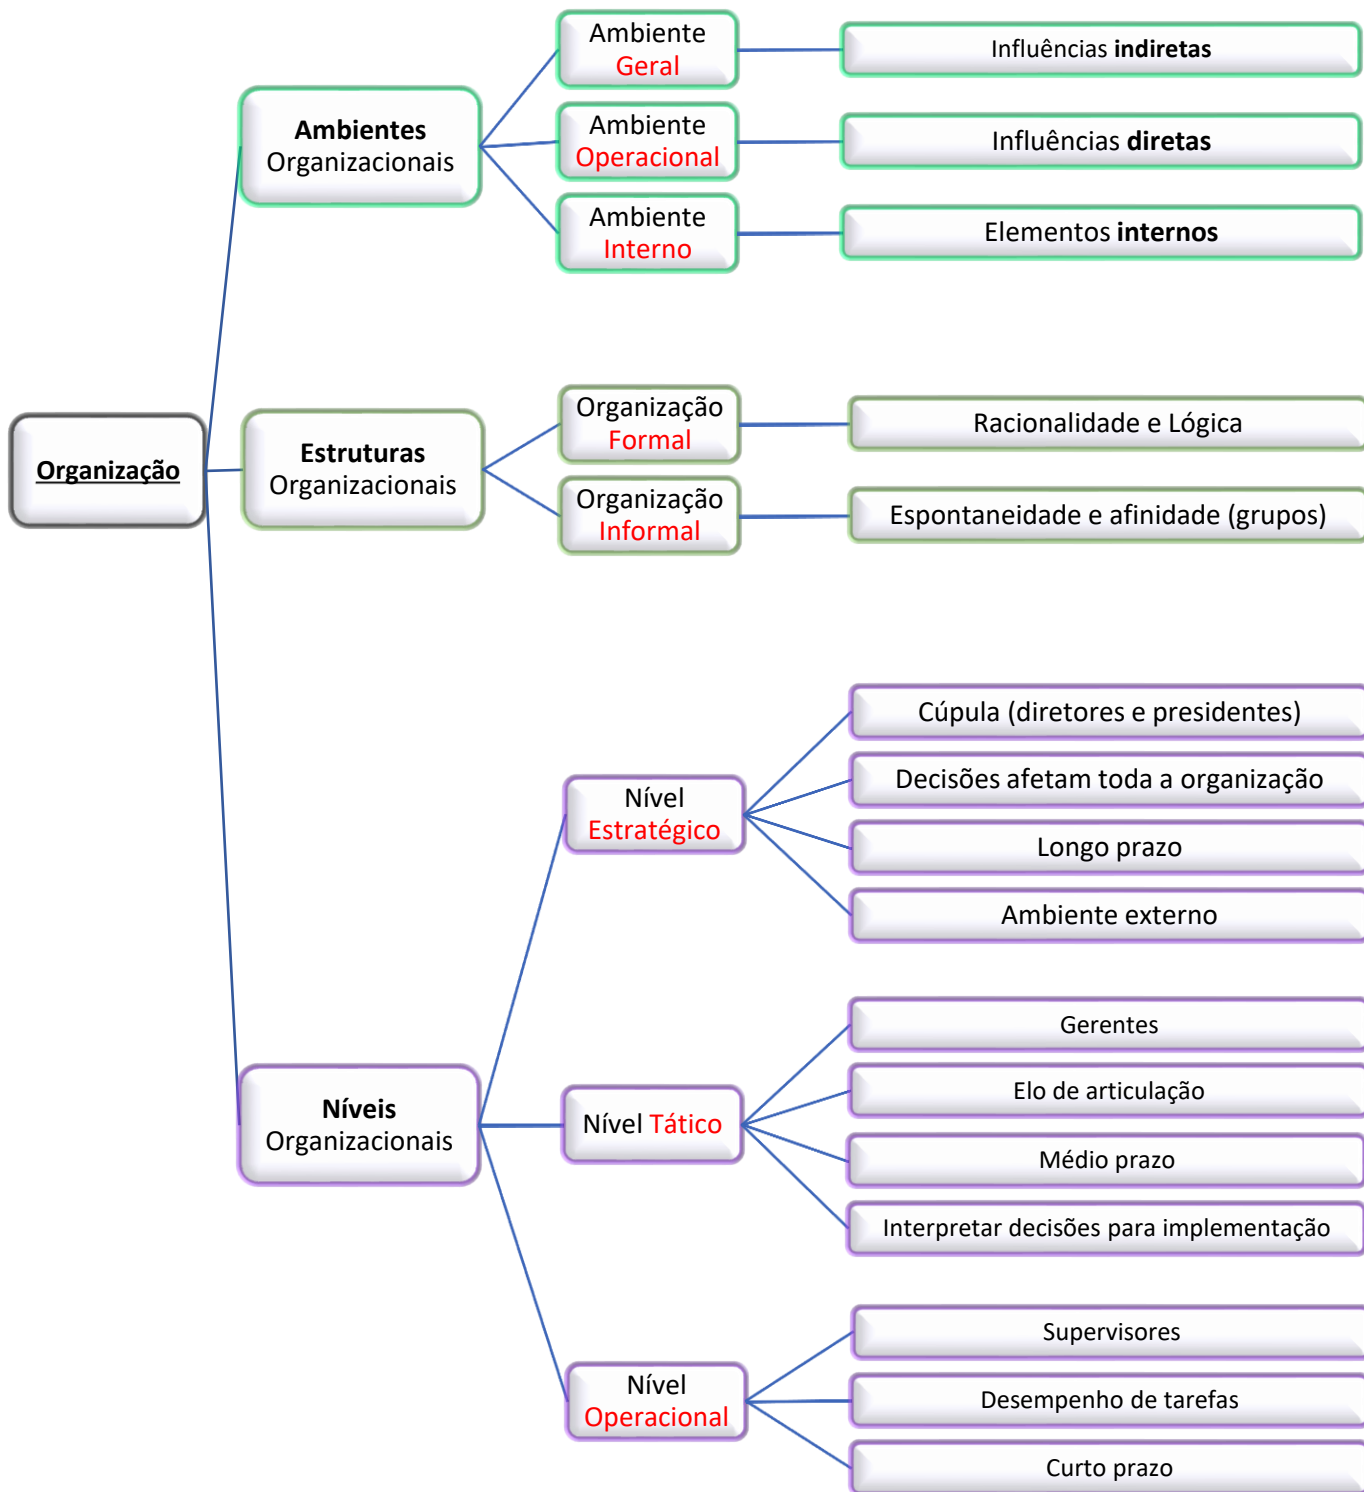 Organização
Ambientes
Organizacionais
Ambiente
Geral
Influências indiretas
Ambiente
Operacional
Influências diretas
Ambiente
Interno
Elementos internos
Estruturas
Organizacionais
Organização
Formal
Racionalidade e Lógica
Organização
Informal
Espontaneidade e afinidade (grupos)
Níveis
Organizacionais
Nível
Estratégico
Cúpula (diretores e presidentes)
Decisões afetam toda a organização
Longo prazo
Ambiente externo
Nível Tático
Gerentes
Elo de articulação
Médio prazo
Interpretar decisões para implementação
Nível
Operacional
Supervisores
Desempenho de tarefas
Curto prazo